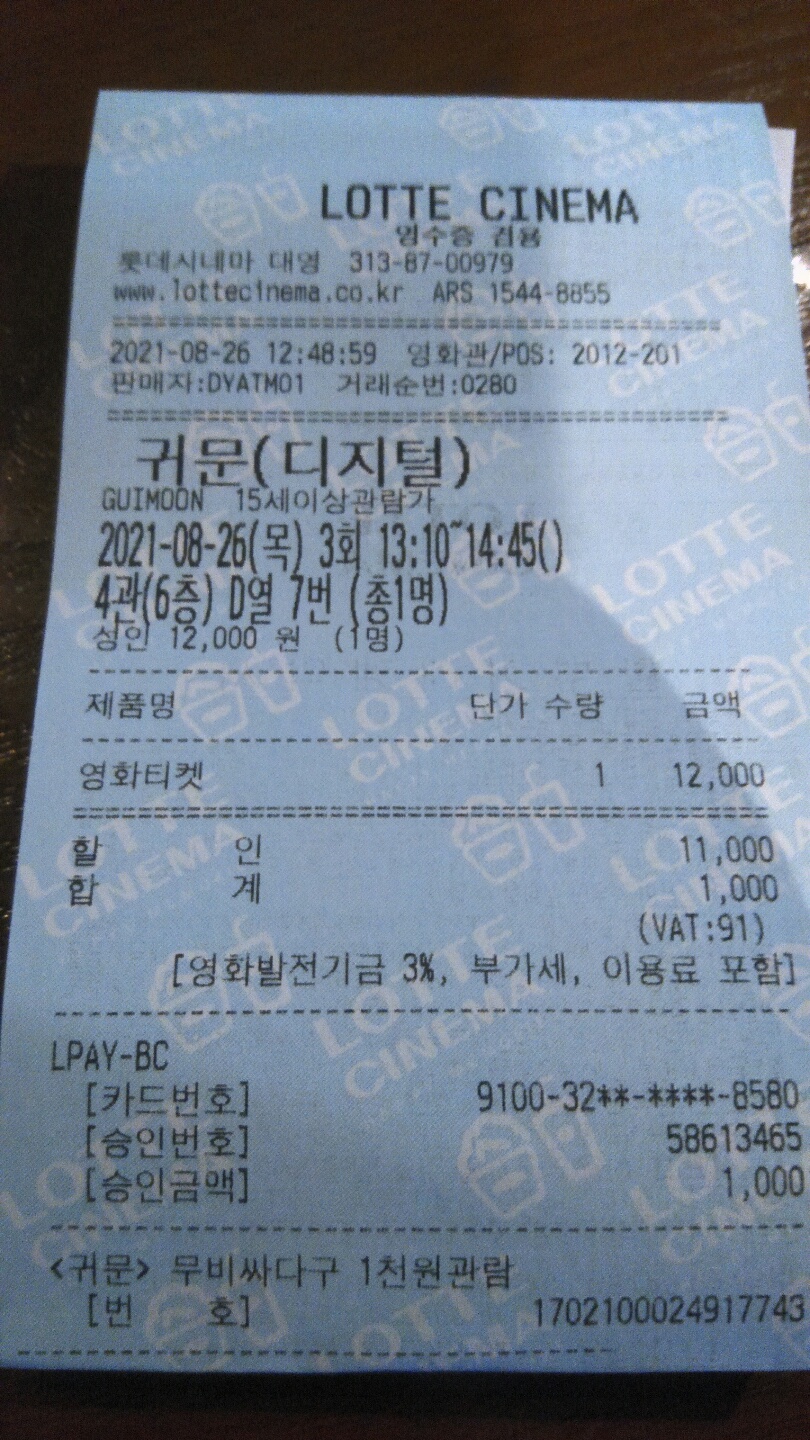 LOTTE CINEMA
영수증 겸용
롯데시네마 대영 313-87-00979
www.lottecinema.co.kr ARS 1544-8855
2021-08-26 12:48:59 영화관/POS: 2012-201
판매자:DYATM01 거래순번:0280
귀문(디지털)
GUIMOON 15세이상관람가
2021-08-26(목) 3회 13:10~14:45()
4관(6층) D열 7번 (총1명)
성인 12,000 원 (1명)
제품명 단가 수량 금액
영화티켓 1 12,000
할 인 11,000
합 계 1,000
(VAT:91)
[영화발전기금 3%, 부가세, 이용료 포함]
LPAY-BC
[카드번호] 9100-32**-****-8580
[승인번호] 58613465
[승인금액] 1,000
<귀문> 무비싸다구 1천원관람
[번 호] 1702100024917743